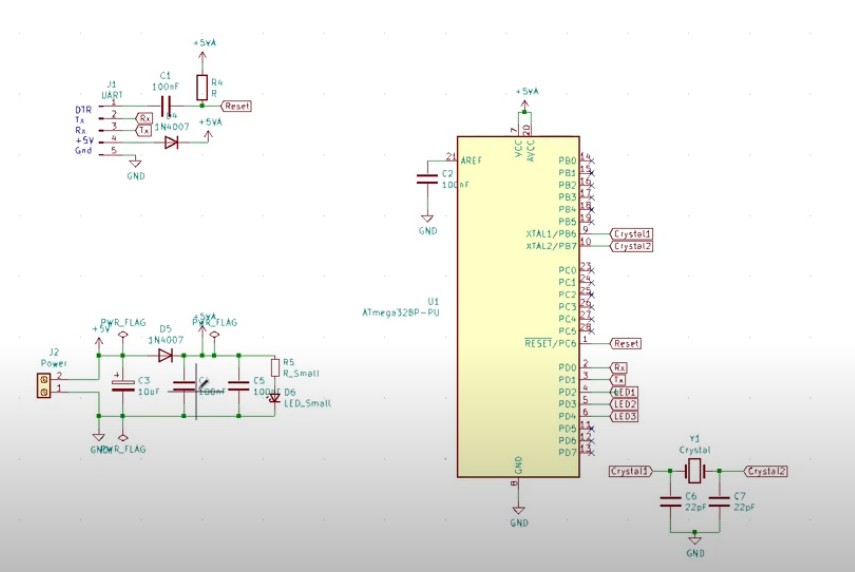 +5VA
J1
UART
C1
100nF
R4
R
Reset
DTR
Tx
Rx
+5V
Gnd
1
2
3
4
5
Rx
Tx
1N4007
+5VA
GND
+5VA
7
20
VCC
AVCC
21
AREF
C2
100nF
GND
U1
ATmega328P-PU
PB0
14
PB1
15
PB2
16
PB3
17
PB4
18
PB5
19
XTAL1/PB6
9
Crystal1
XTAL2/PB7
10
Crystal2
PC0
23
PC1
24
PC2
25
PC3
26
PC4
27
PC5
28
RESET/PC6
1
Reset
PD0
2
Rx
PD1
3
Tx
PD2
4
LED1
PD3
5
LED2
PD4
6
LED3
PD5
11
PD6
12
PD7
13
GND
8
GND
J2
Power
2
1
+5V
PWR_FLAG
D5
1N4007
+5VA
PWR_FLAG
C3
10uF
100nF
C5
100nF
R5
R_Small
D6
LED_Small
GND
PWR_FLAG
Y1
Crystal
Crystal1
Crystal2
C6
22pF
C7
22pF
GND